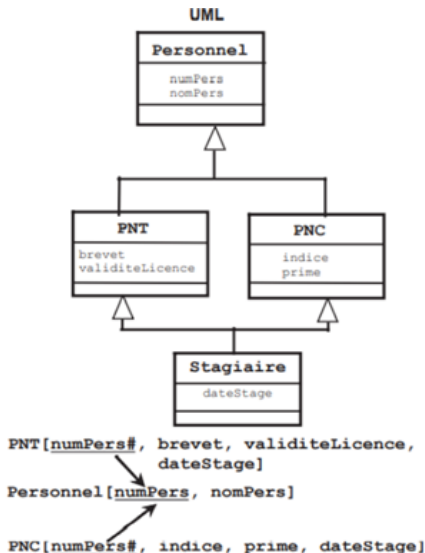 UML
Personnel
numPers
nomPers
PNT
brevet
validiteLicence
PNC
indice
prime
Stagiaire
dateStage
PNT[numPers#, brevet, validiteLicence,
dateStage]
Personnel[numPers, nomPers]
PNC[numPers#, indice, prime, dateStage]